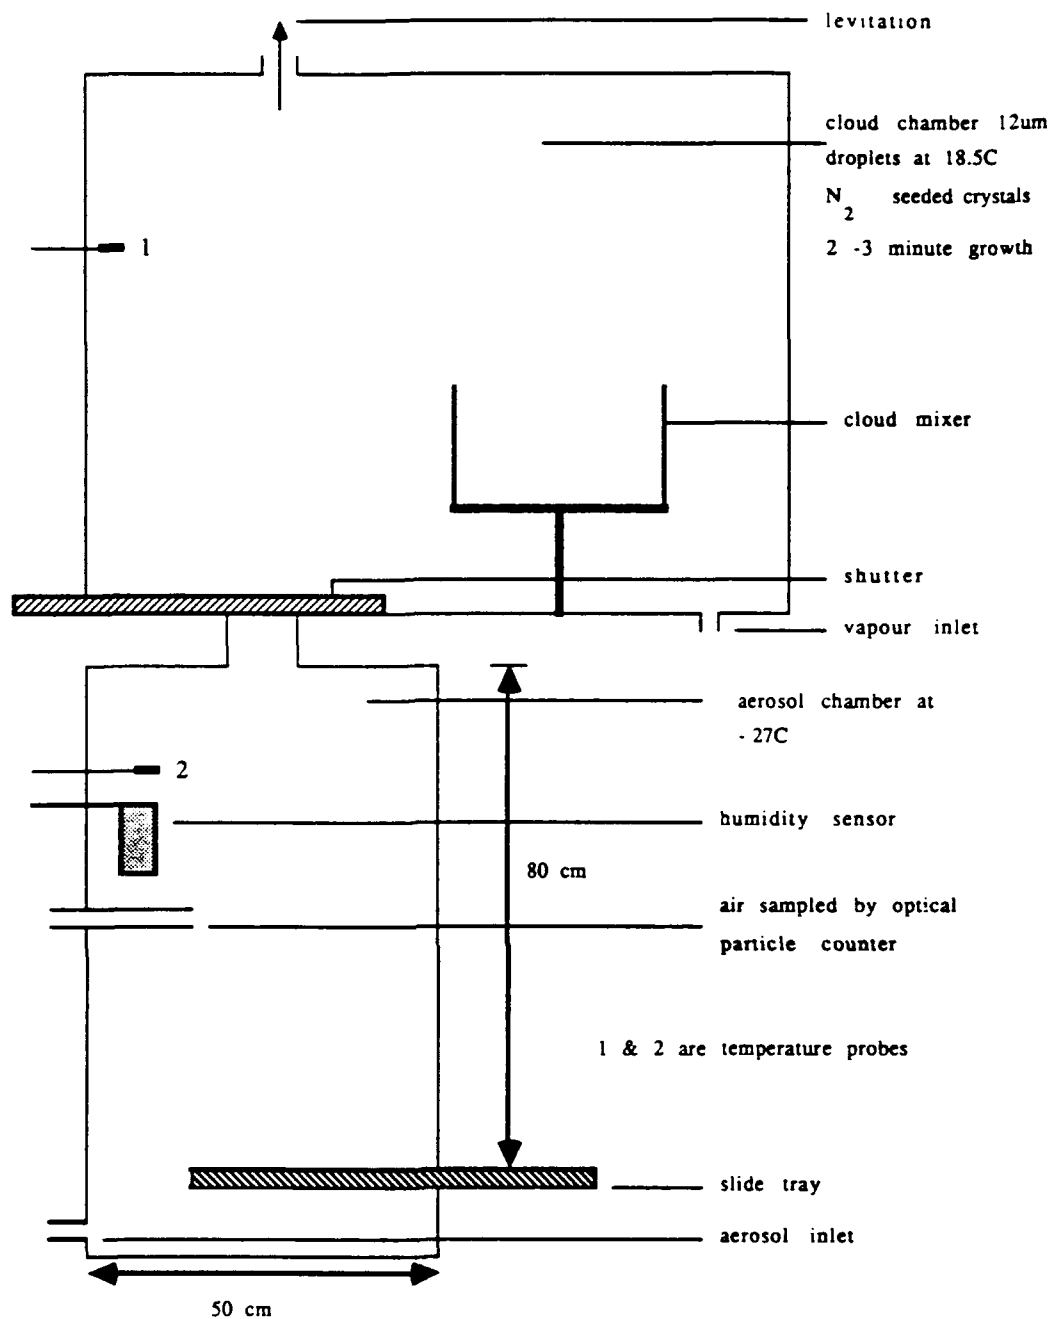 levitation
cloud chamber 12um
droplets at 18.5C
N2 seeded crystals
2 -3 minute growth
1
cloud mixer
shutter
vapour inlet
aerosol chamber at
- 27C
2
humidity sensor
80 cm
air sampled by optical
particle counter
1 & 2 are temperature probes
slide tray
aerosol inlet
50 cm